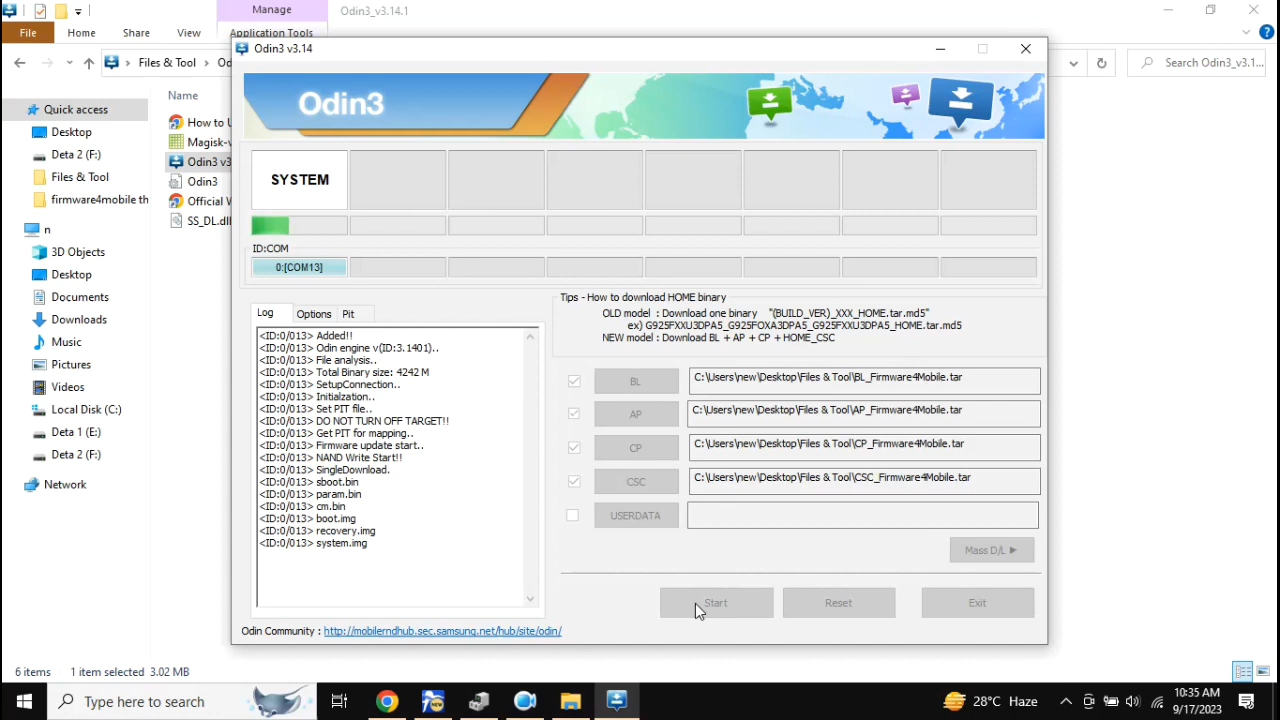 Manage
Odin3_v3.14.1
File
Home
Share
View
Application Tools
Files & Tool
Search Odin3_v3.1...
Quick access
Desktop
Deta 2 (F:)
Files & Tool
firmware4mobile th
n
3D Objects
Desktop
Documents
Downloads
Music
Pictures
Videos
Local Disk (C:)
Deta 1 (E:)
Deta 2 (F:)
Network
Name
How to U
Magisk-v
Odin3 v3
Odin3
Official W
SS_DL.dll
Odin3 v3.14
Odin3
SYSTEM
ID:COM
0:[COM13]
Log
Options
Pit
<ID:0/013> Added!!
<ID:0/013> Odin engine v(ID:3.1401)..
<ID:0/013> File analysis..
<ID:0/013> Total Binary size: 4242 M
<ID:0/013> SetupConnection..
<ID:0/013> Initialzation..
<ID:0/013> Set PIT file..
<ID:0/013> DO NOT TURN OFF TARGET!!
<ID:0/013> Get PIT for mapping..
<ID:0/013> Firmware update start..
<ID:0/013> NAND Write Start!!
<ID:0/013> SingleDownload.
<ID:0/013> sboot.bin
<ID:0/013> param.bin
<ID:0/013> cm.bin
<ID:0/013> boot.img
<ID:0/013> recovery.img
<ID:0/013> system.img
Tips - How to download HOME binary
OLD model : Download one binary "(BUILD_VER)_XXX_HOME.tar.md5"
ex) G925FXXU3DPA5_G925FOXA3DPA5_G925FXXU3DPA5_HOME.tar.md5
NEW model : Download BL + AP + CP + HOME_CSC
BL
C:\Users\new\Desktop\Files & Tool\BL_Firmware4Mobile.tar
AP
C:\Users\new\Desktop\Files & Tool\AP_Firmware4Mobile.tar
CP
C:\Users\new\Desktop\Files & Tool\CP_Firmware4Mobile.tar
CSC
C:\Users\new\Desktop\Files & Tool\CSC_Firmware4Mobile.tar
USERDATA
Mass D/L
Start
Reset
Exit
Odin Community : http://mobilerndhub.sec.samsung.net/hub/site/odin/
6 items
1 item selected 3.02 MB
Type here to search
28°C Haze
10:35 AM
9/17/2023